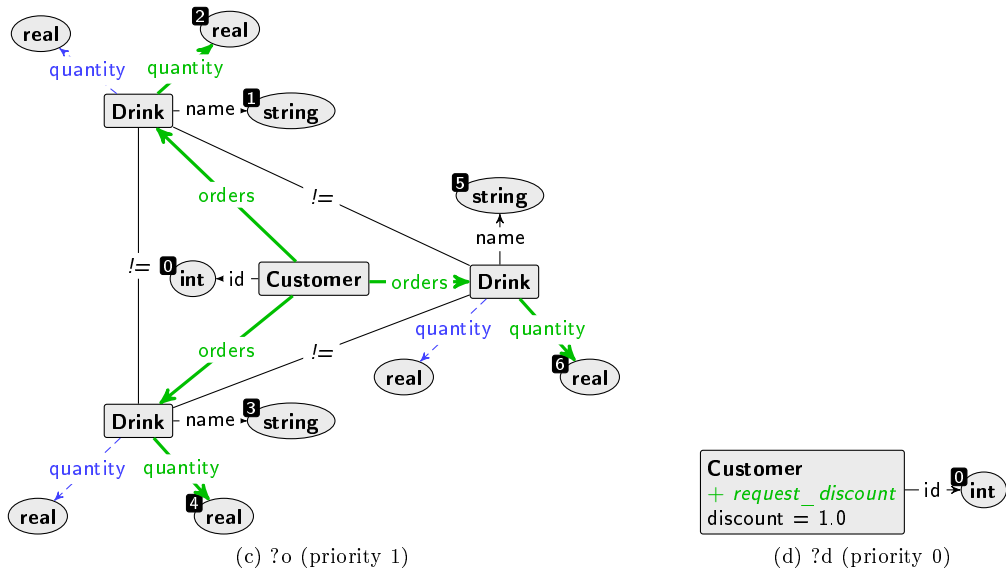 2
real
real
quantity
quantity
1
Drink
name
string
5
string
orders
!=
name
!=
0
int
id
Customer
orders
Drink
quantity
quantity
orders
!=
real
6
real
3
Drink
name
string
quantity
quantity
real
4
real
Customer
+ request_discount
discount = 1.0
id
0
int
(c) ?o (priority 1)
(d) ?d (priority 0)